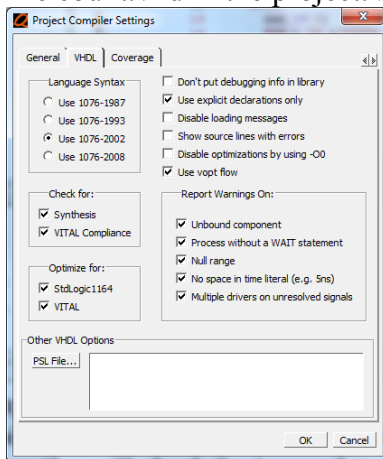 Project Compiler Settings
General VHDL Coverage
Language Syntax
Use 1076-1987
Use 1076-1993
Use 1076-2002
Use 1076-2008
Don't put debugging info in library
Use explicit declarations only
Disable loading messages
Show source lines with errors
Disable optimizations by using -O0
Use vopt flow
Check for:
Synthesis
VITAL Compliance
Optimize for:
StdLogic1164
VITAL
Report Warnings On:
Unbound component
Process without a WAIT statement
Null range
No space in time literal (e.g. 5ns)
Multiple drivers on unresolved signals
Other VHDL Options
PSL File...
OK Cancel